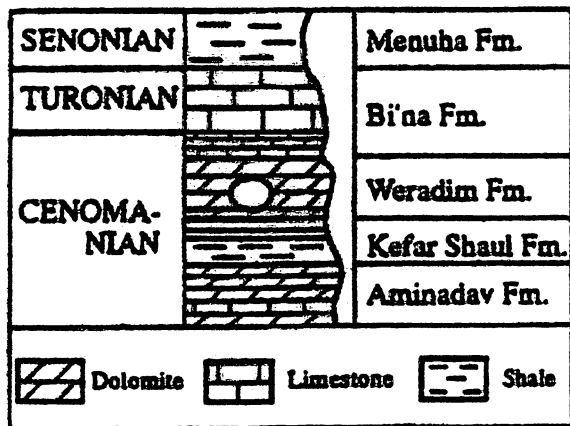 SENONIAN
Menuha Fm.
TURONIAN
Bi'na Fm.
CENOMA-
NIAN
Weradim Fm.
Kefar Shaul Fm.
Aminadav Fm.
Dolomite
Limestone
Shale